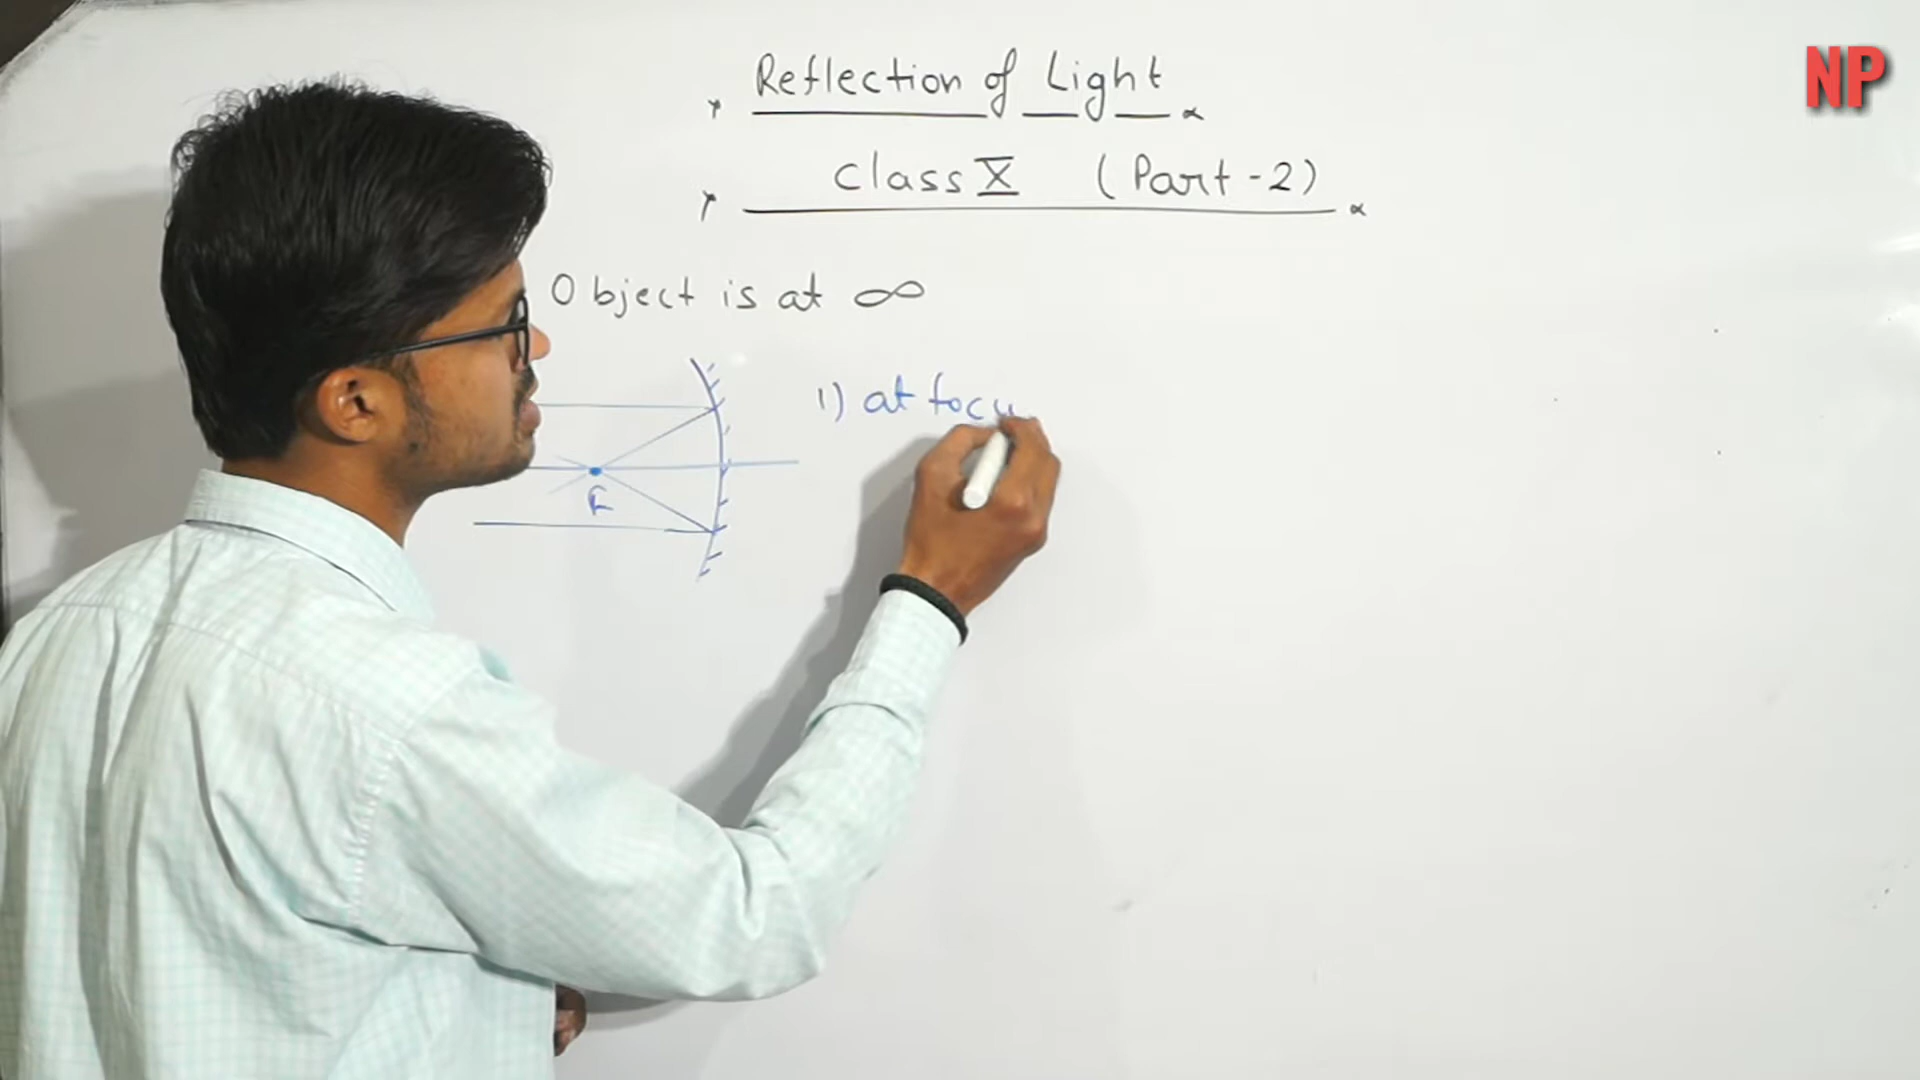 NP
Reflection of Light
Class X (Part-2)
Object is at ∞
1) at focu
F